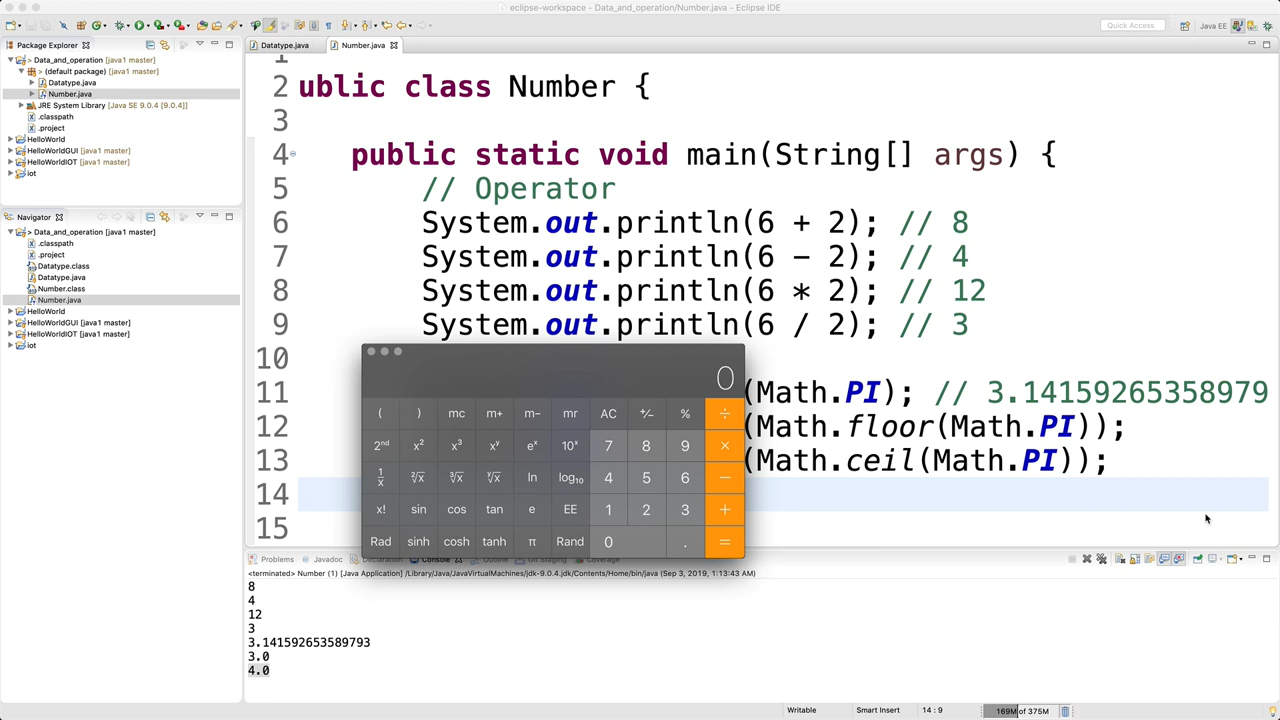 eclipse-workspace - Data_and_operation/Number.java - Eclipse IDE
Quick Access
Java EE
Package Explorer
Data_and_operation [java1 master]
> (default package) [java1 master]
Datatype.java
Number.java
JRE System Library [Java SE 9.0.4 [9.0.4]]
.classpath
.project
HelloWorld
HelloWorldGUI [java1 master]
HelloWorldIOT [java1 master]
iot
Navigator
> Data_and_operation [java1 master]
.classpath
.project
Datatype.class
Datatype.java
Number.class
Number.java
HelloWorld
HelloWorldGUI [java1 master]
HelloWorldIOT [java1 master]
iot
Datatype.java
Number.java
2 ublic class Number {
3
4 public static void main(String[] args) {
5 // Operator
6 System.out.println(6 + 2); // 8
7 System.out.println(6 - 2); // 4
8 System.out.println(6 * 2); // 12
9 System.out.println(6 / 2); // 3
10
11 (Math.PI); // 3.14159265358979
12 (Math.floor(Math.PI));
13 (Math.ceil(Math.PI));
14
15
0
( ) mc m+ m- mr AC +/- % ÷
2nd x² x³ xʸ eˣ 10ˣ 7 8 9 ×
1/x ²√x ³√x ʸ√x ln log₁₀ 4 5 6 −
x! sin cos tan e EE 1 2 3 +
Rad sinh cosh tanh π Rand 0 . =
Problems Javadoc Declaration Console Outline Git Staging Coverage
<terminated> Number (1) [Java Application] /Library/Java/JavaVirtualMachines/jdk-9.0.4.jdk/Contents/Home/bin/java (Sep 3, 2019, 1:13:43 AM)
8
4
12
3
3.141592653589793
3.0
4.0
Writable
Smart Insert
14 : 9
169M of 375M